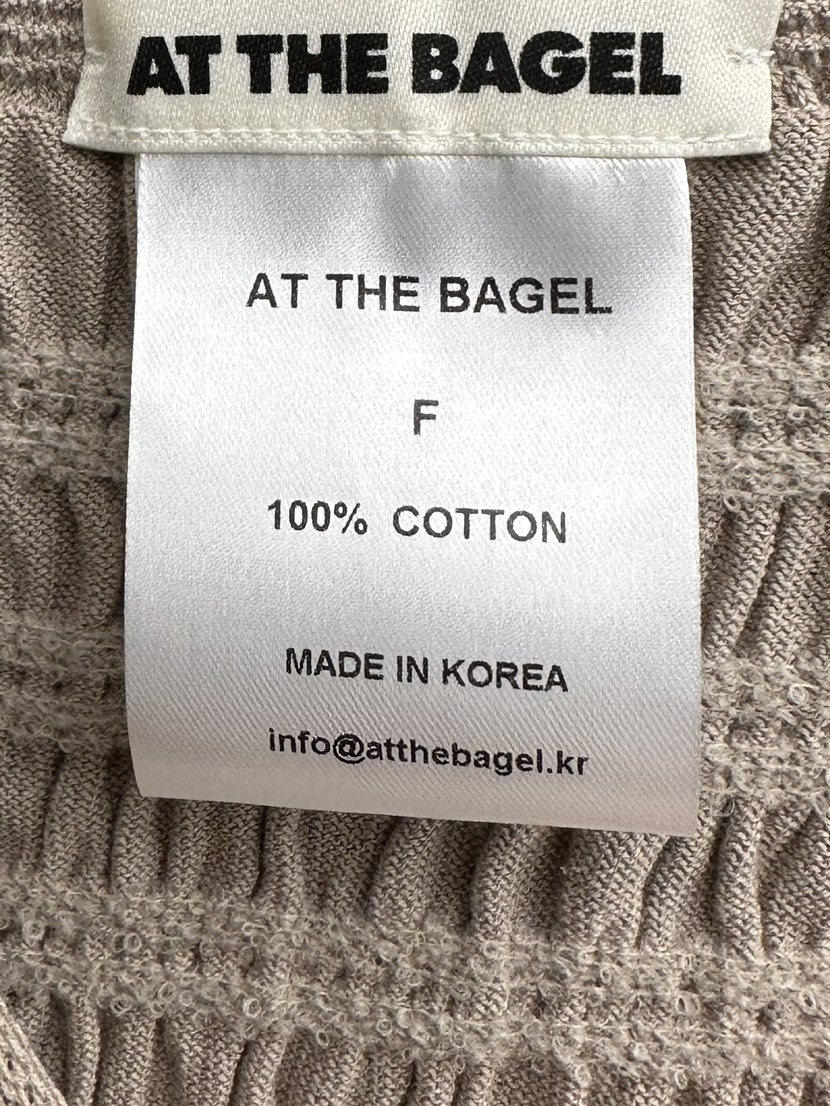 AT THE BAGEL
AT THE BAGEL
F
100% COTTON
MADE IN KOREA
info@atthebagel.kr